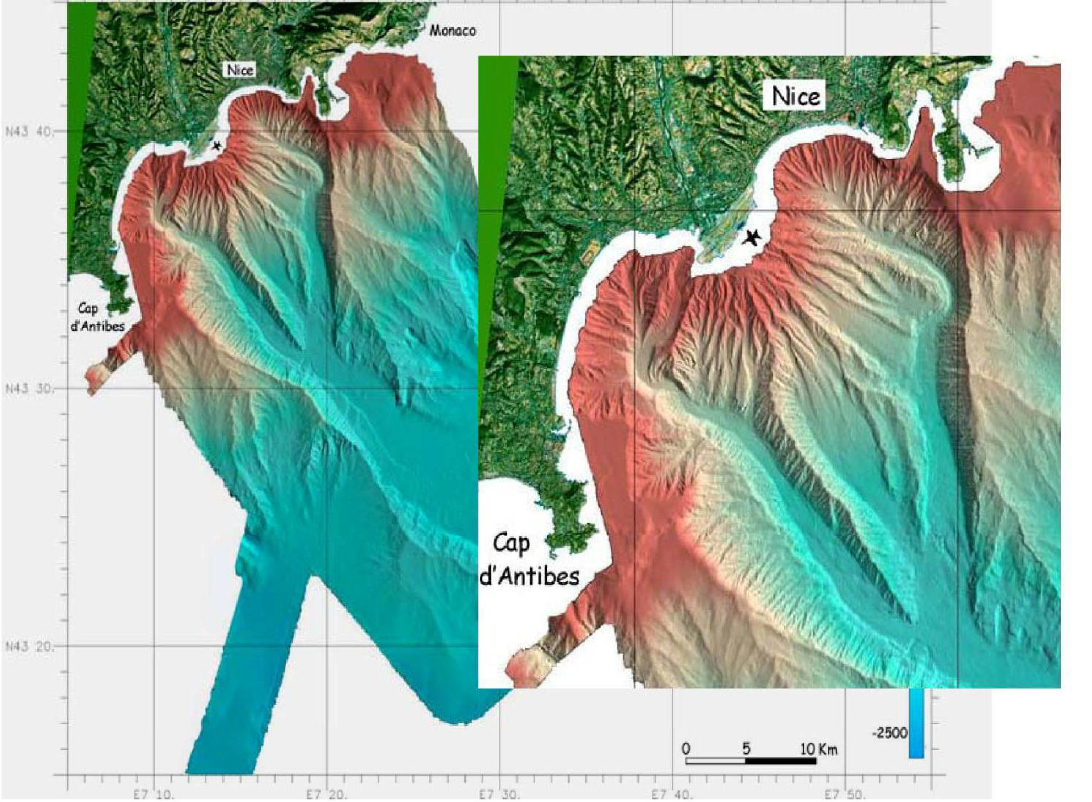 Monaco
Nice
Nice
N43 40.
Cap
d'Antibes
N43 30.
Cap
d'Antibes
N43 20.
-2500
0 5 10 Km
E7 10. E7 20. E7 30. E7 40. E7 50.